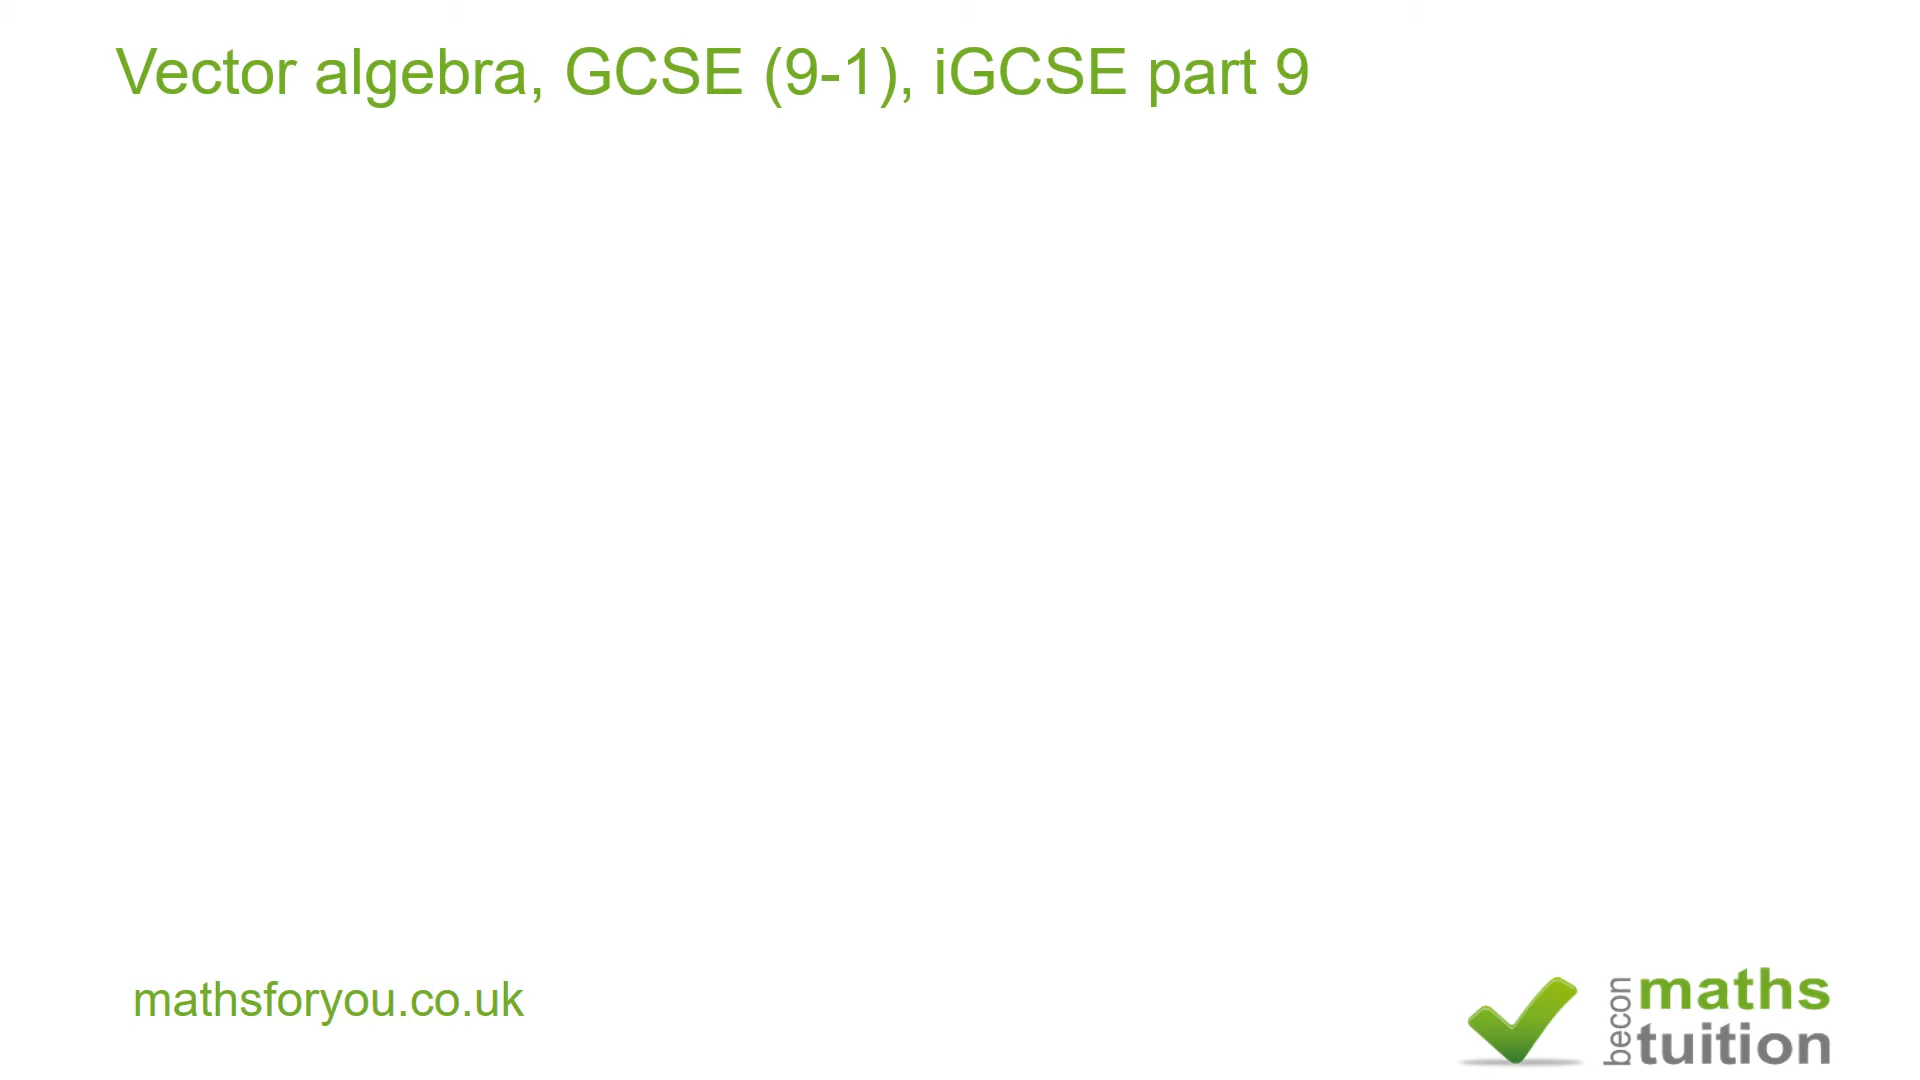 Vector algebra, GCSE (9-1), iGCSE part 9
mathsforyou.co.uk
becon
maths
tuition